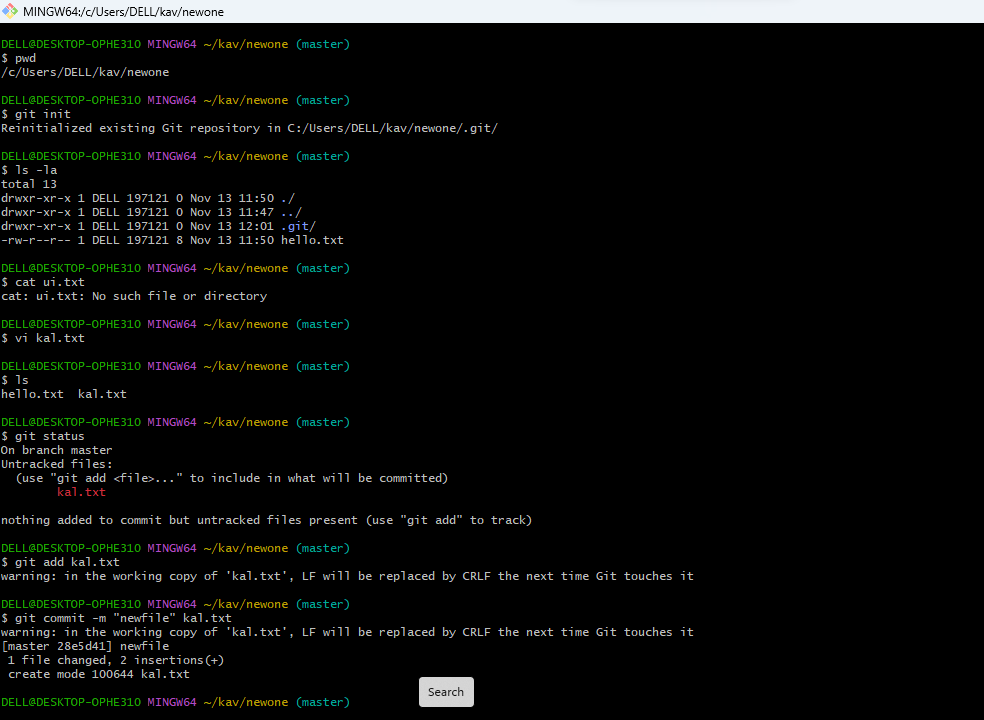 MINGW64:/c/Users/DELL/kav/newone
DELL@DESKTOP-OPHE31O MINGW64 ~/kav/newone (master)
$ pwd
/c/Users/DELL/kav/newone
DELL@DESKTOP-OPHE31O MINGW64 ~/kav/newone (master)
$ git init
Reinitialized existing Git repository in C:/Users/DELL/kav/newone/.git/
DELL@DESKTOP-OPHE31O MINGW64 ~/kav/newone (master)
$ ls -la
total 13
drwxr-xr-x 1 DELL 197121 0 Nov 13 11:50 ./
drwxr-xr-x 1 DELL 197121 0 Nov 13 11:47 ../
drwxr-xr-x 1 DELL 197121 0 Nov 13 12:01 .git/
-rw-r--r-- 1 DELL 197121 8 Nov 13 11:50 hello.txt
DELL@DESKTOP-OPHE31O MINGW64 ~/kav/newone (master)
$ cat ui.txt
cat: ui.txt: No such file or directory
DELL@DESKTOP-OPHE31O MINGW64 ~/kav/newone (master)
$ vi kal.txt
DELL@DESKTOP-OPHE31O MINGW64 ~/kav/newone (master)
$ ls
hello.txt  kal.txt
DELL@DESKTOP-OPHE31O MINGW64 ~/kav/newone (master)
$ git status
On branch master
Untracked files:
  (use "git add <file>..." to include in what will be committed)
        kal.txt
nothing added to commit but untracked files present (use "git add" to track)
DELL@DESKTOP-OPHE31O MINGW64 ~/kav/newone (master)
$ git add kal.txt
warning: in the working copy of 'kal.txt', LF will be replaced by CRLF the next time Git touches it
DELL@DESKTOP-OPHE31O MINGW64 ~/kav/newone (master)
$ git commit -m "newfile" kal.txt
warning: in the working copy of 'kal.txt', LF will be replaced by CRLF the next time Git touches it
[master 28e5d41] newfile
 1 file changed, 2 insertions(+)
 create mode 100644 kal.txt
Search
DELL@DESKTOP-OPHE31O MINGW64 ~/kav/newone (master)